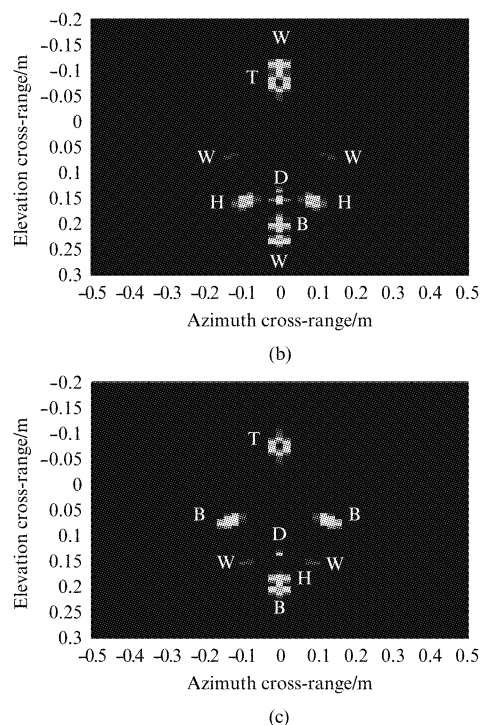 (b)
Elevation cross-range/m
-0.2
-0.15
-0.1
-0.05
0
0.05
0.1
0.15
0.2
0.25
0.3
W
T
W W
D
H H
B
W
-0.5 -0.4 -0.3 -0.2 -0.1 0 0.1 0.2 0.3 0.4 0.5
Azimuth cross-range/m
(b)
Elevation cross-range/m
-0.2
-0.15
-0.1
-0.05
0
0.05
0.1
0.15
0.2
0.25
0.3
T
B B
D
W H W
B
-0.5 -0.4 -0.3 -0.2 -0.1 0 0.1 0.2 0.3 0.4 0.5
Azimuth cross-range/m
(c)